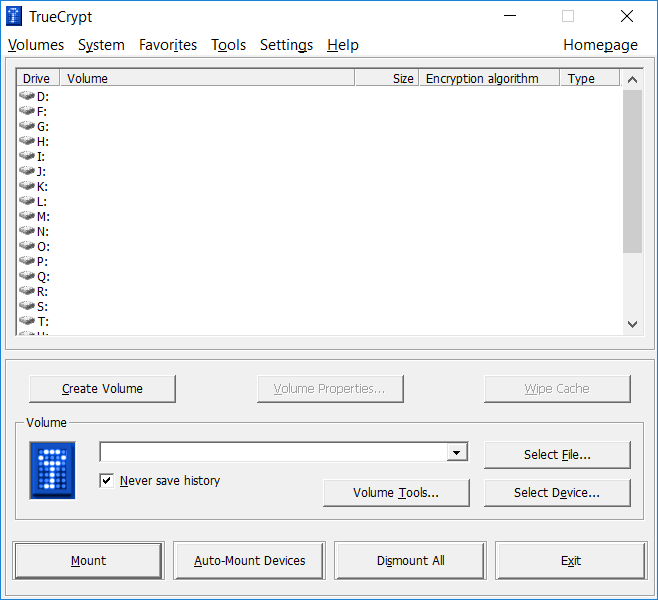 TrueCrypt
Volumes System Favorites Tools Settings Help Homepage
Drive Volume Size Encryption algorithm Type
D:
F:
G:
H:
I:
J:
K:
L:
M:
N:
O:
P:
Q:
R:
S:
T:
Create Volume Volume Properties... Wipe Cache
Volume
Select File...
Never save history
Volume Tools... Select Device...
Mount Auto-Mount Devices Dismount All Exit